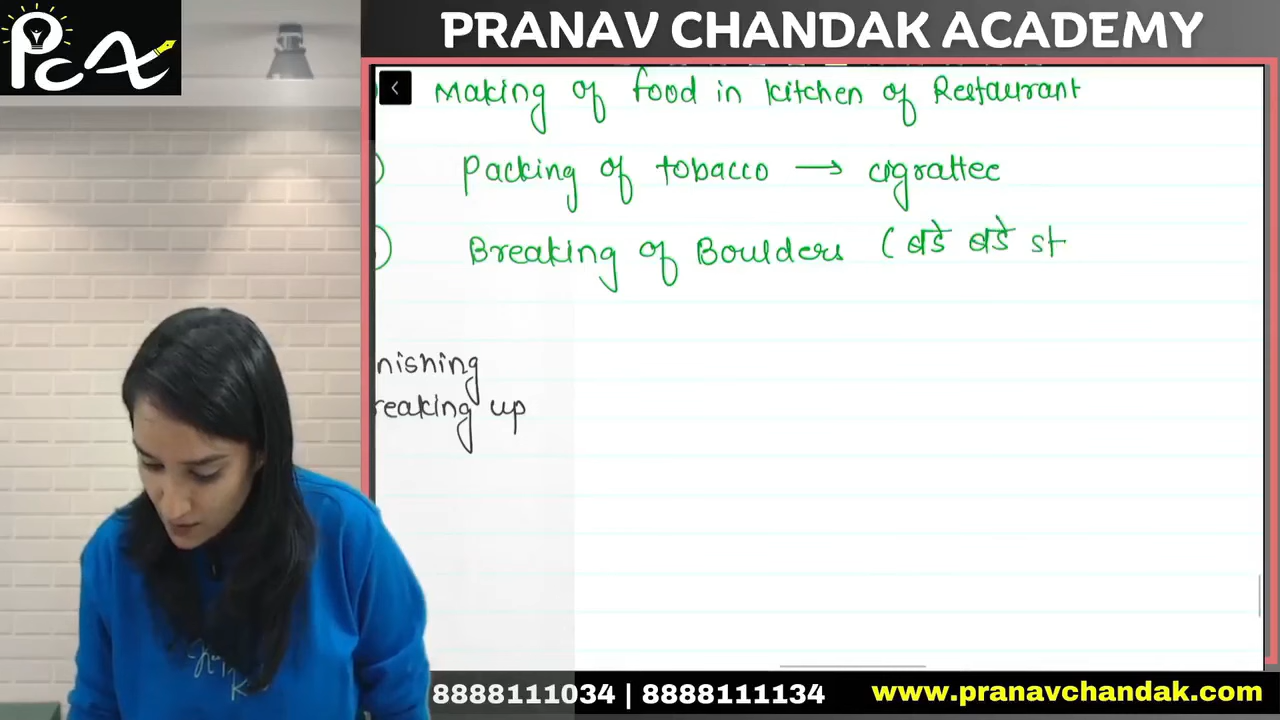 PCA
PRANAV CHANDAK ACADEMY
Making of food in kitchen of Restaurant
) Packing of tobacco → cigrattee
) Breaking of Boulders (बडे बडे st
nishing
reaking up
8888111034 | 8888111134
www.pranavchandak.com